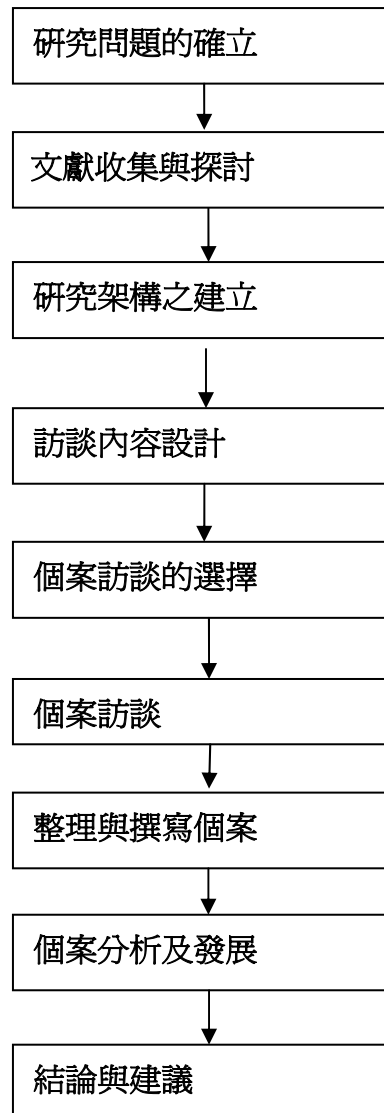 研究問題的確立
文獻收集與探討
研究架構之建立
訪談內容設計
個案訪談的選擇
個案訪談
整理與撰寫個案
個案分析及發展
結論與建議